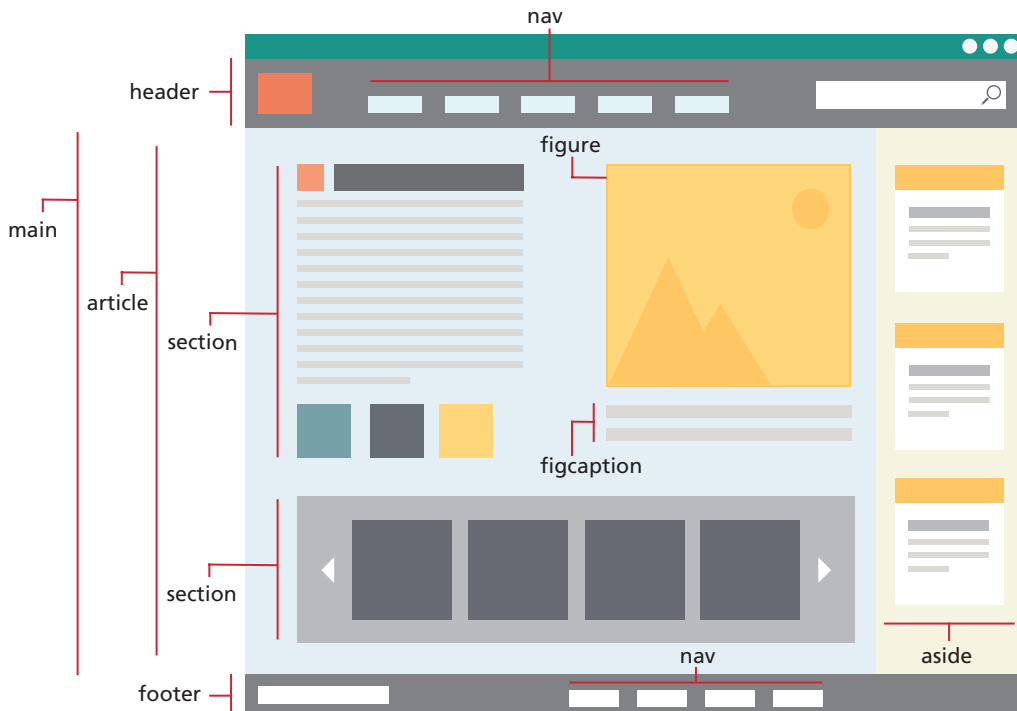 nav
header
figure
main
article
section
figcaption
section
nav
aside
footer